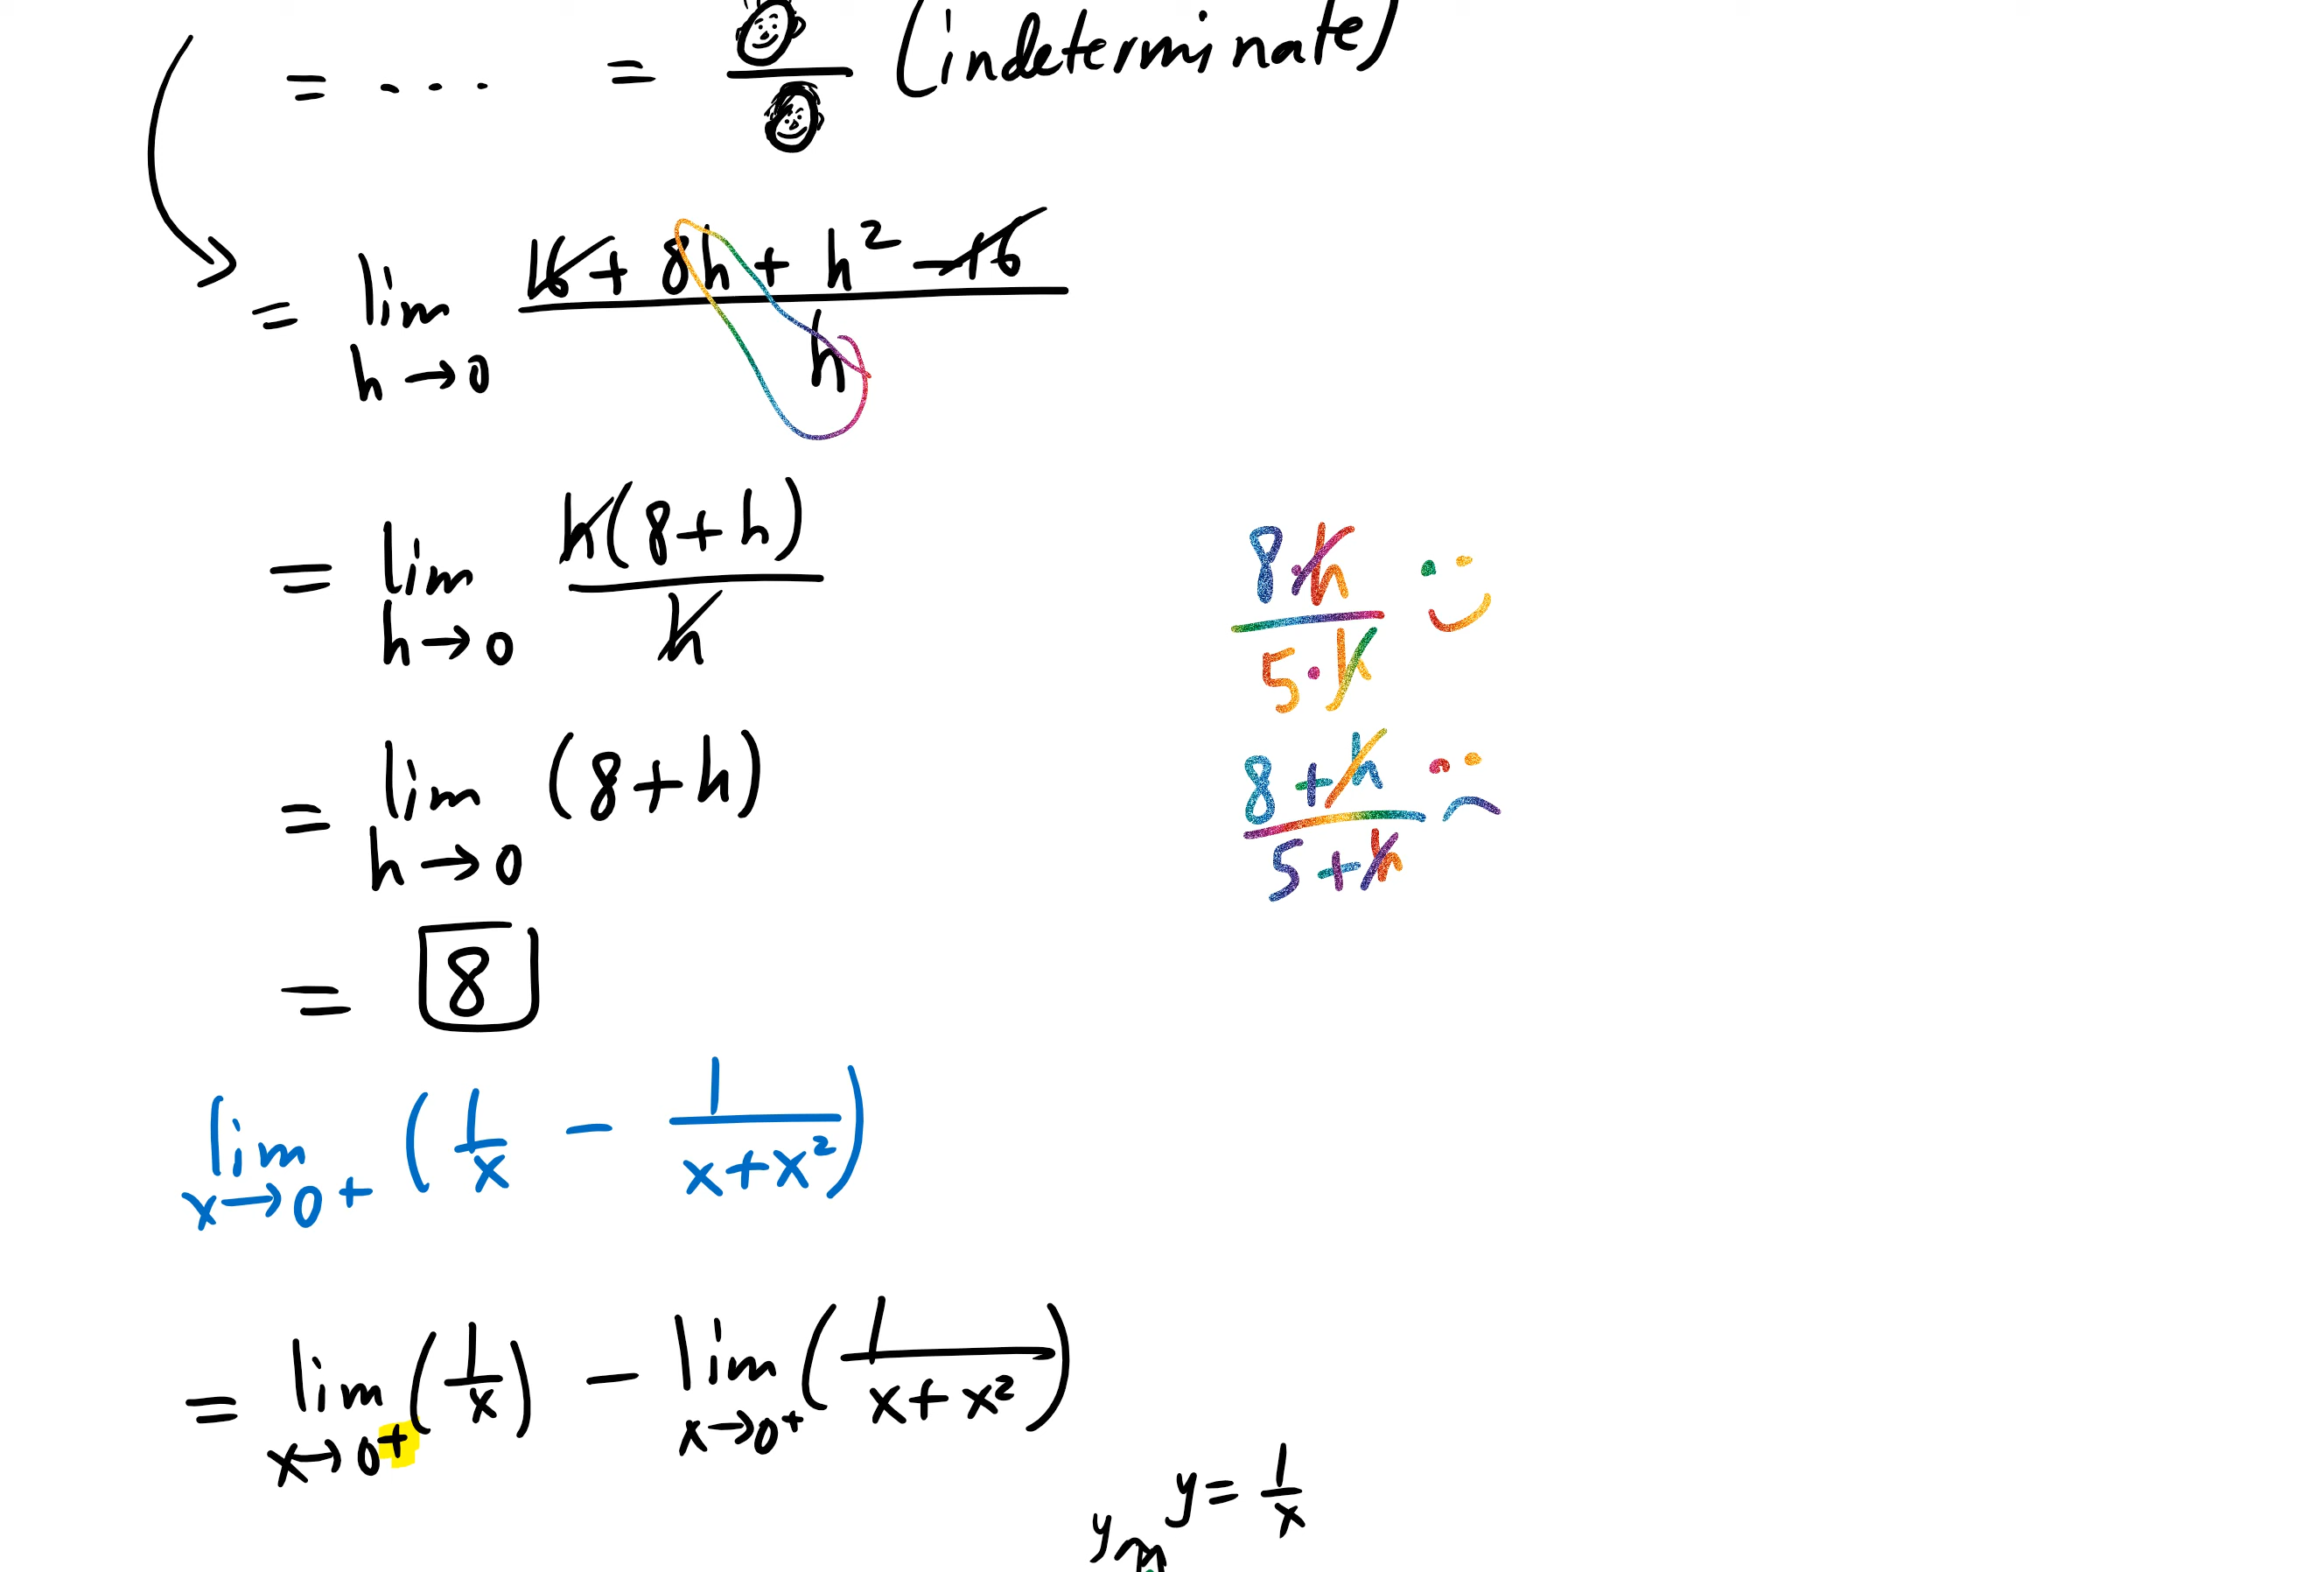 = .... = (indeterminate)
= lim h→0 (16 + 8h + h² - 16)/h
= lim h→0 h(8+h)/h
8·h/5·h
= lim h→0 (8+h)
8+h/5+h
= 8
lim x→0+ (1/x - 1/(x+x²))
= lim x→0+ (1/x) - lim x→0+ (1/(x+x²))
y = 1/x
y